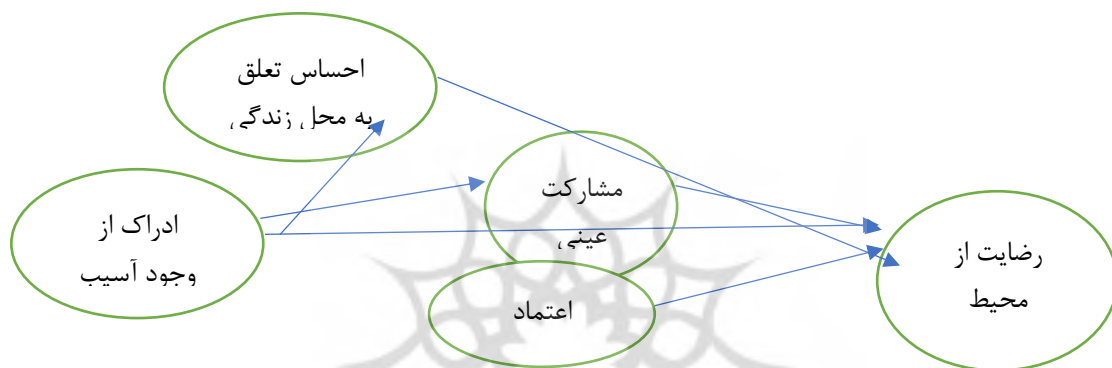 احساس تعلق
به محل زندگی
مشارکت
عینی
ادراک از
وجود آسیب
اعتماد
رضایت از
محیط